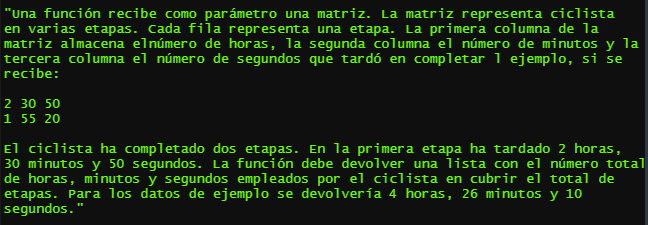 "Una función recibe como parámetro una matriz. La matriz representa ciclista
en varias etapas. Cada fila representa una etapa. La primera columna de la
matriz almacena elnúmero de horas, la segunda columna el número de minutos y la
tercera columna el número de segundos que tardó en completar l ejemplo, si se
recibe:
2 30 50
1 55 20
El ciclista ha completado dos etapas. En la primera etapa ha tardado 2 horas,
30 minutos y 50 segundos. La función debe devolver una lista con el número total
de horas, minutos y segundos empleados por el ciclista en cubrir el total de
etapas. Para los datos de ejemplo se devolvería 4 horas, 26 minutos y 10
segundos."